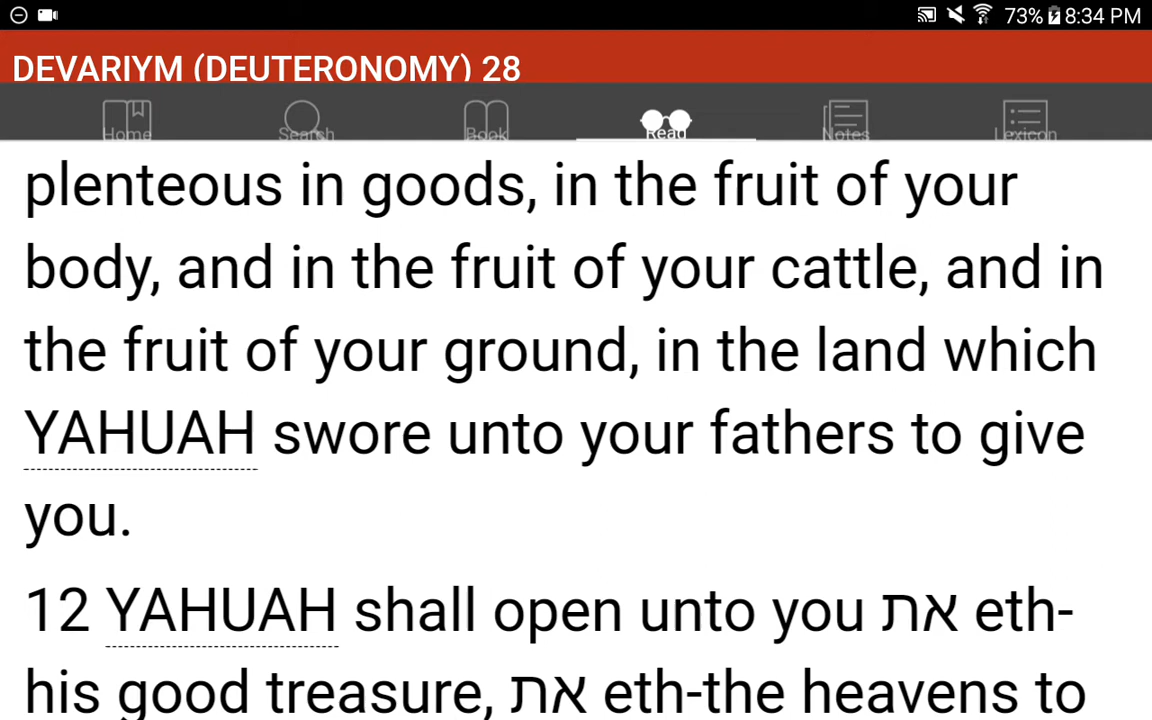 73% 8:34 PM
DEVARIYM (DEUTERONOMY) 28
Home Search Book Read Notes Lexicon
plenteous in goods, in the fruit of your
body, and in the fruit of your cattle, and in
the fruit of your ground, in the land which
YAHUAH swore unto your fathers to give
you.
12 YAHUAH shall open unto you את eth-
his good treasure, את eth-the heavens to